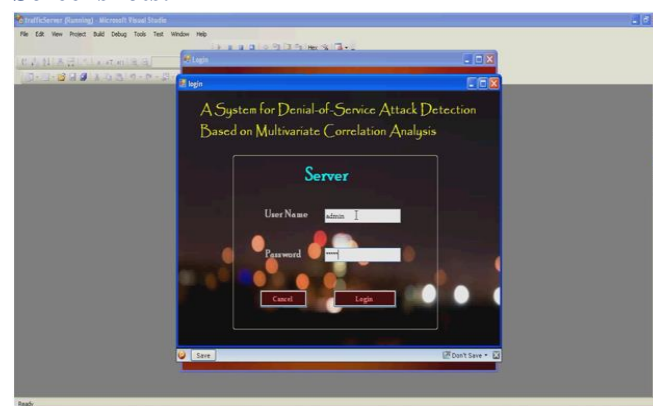 trafficServer (Running) - Microsoft Visual Studio
File Edit View Project Build Debug Tools Test Window Help
Hex
Login
login
A System for Denial-of-Service Attack Detection
Based on Multivariate Correlation Analysis
Server
User Name admin
Password *****
Cancel Login
Save Don't Save
Ready